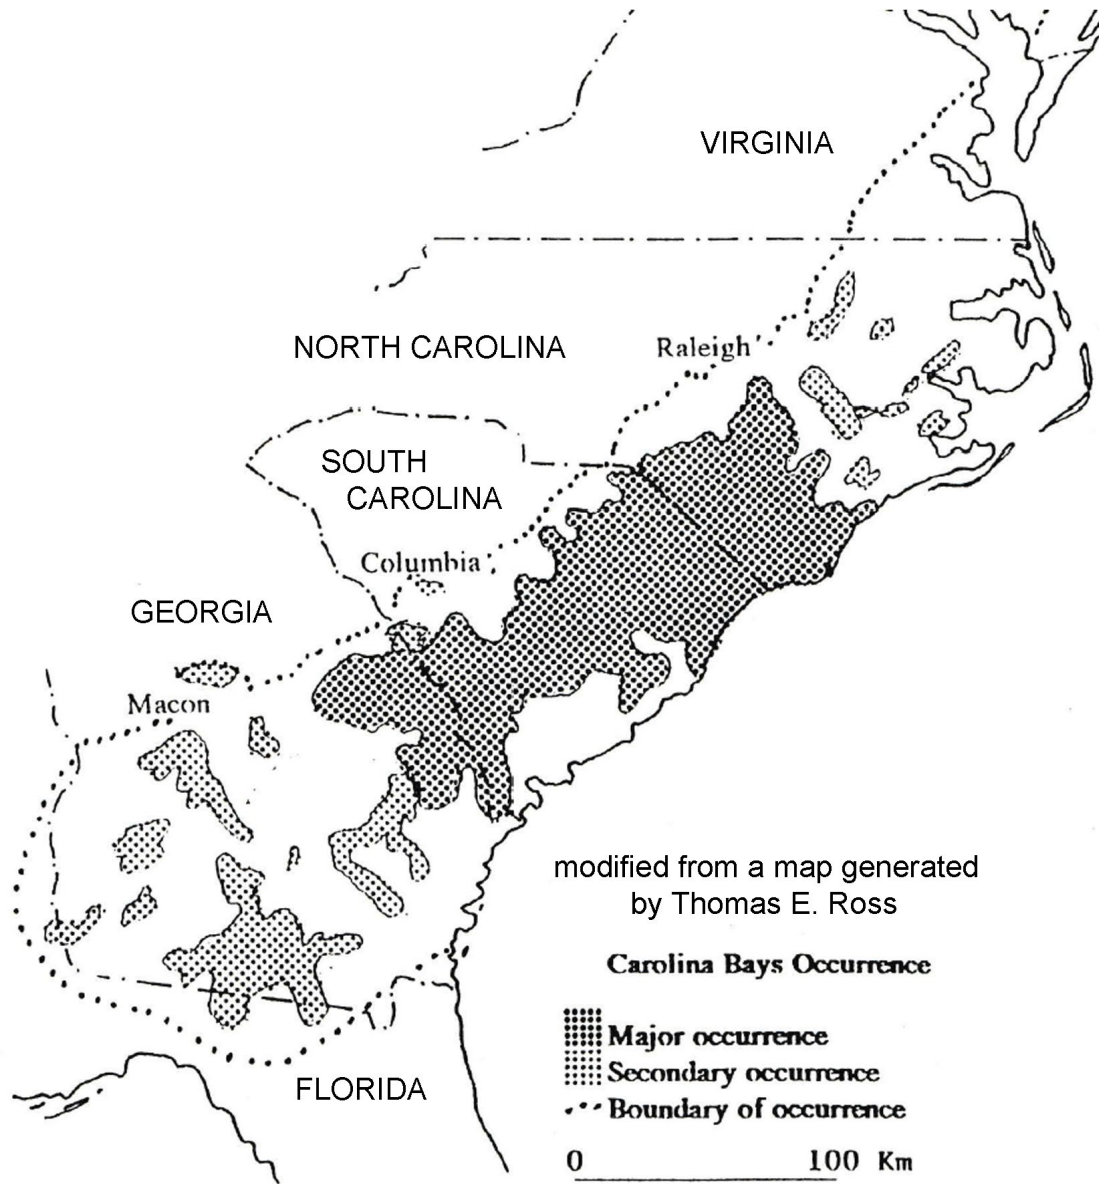 VIRGINIA
NORTH CAROLINA
Raleigh
SOUTH
CAROLINA
Columbia
GEORGIA
Macon
modified from a map generated
by Thomas E. Ross
Carolina Bays Occurrence
Major occurrence
Secondary occurrence
Boundary of occurrence
FLORIDA
0 100 Km